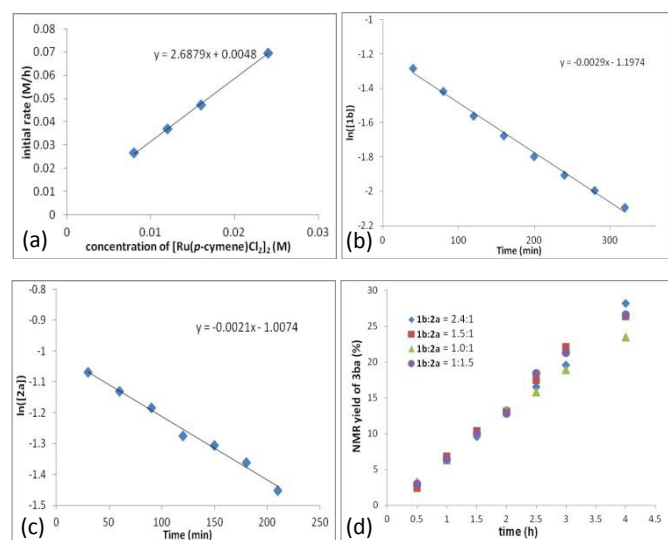 0.08
0.07
0.06
0.05
0.04
0.03
0.02
0.01
0
initial rate (M/h)
y = 2.6879x + 0.0048
0 0.01 0.02 0.03
concentration of [Ru(p-cymene)Cl2]2 (M)
(a)
-1
-1.2
-1.4
-1.6
-1.8
-2
-2.2
ln([1b])
y = -0.0029x - 1.1974
0 100 200 300
Time (min)
(b)
-0.8
-0.9
-1
-1.1
-1.2
-1.3
-1.4
-1.5
ln([2a])
y = -0.0021x - 1.0074
0 50 100 150 200 250
Time (min)
(c)
30
25
20
15
10
5
0
NMR yield of 3ba (%)
1b:2a = 2.4:1
1b:2a = 1.5:1
1b:2a = 1.0:1
1b:2a = 1:1.5
0 0.5 1 1.5 2 2.5 3 3.5 4 4.5
time (h)
(d)